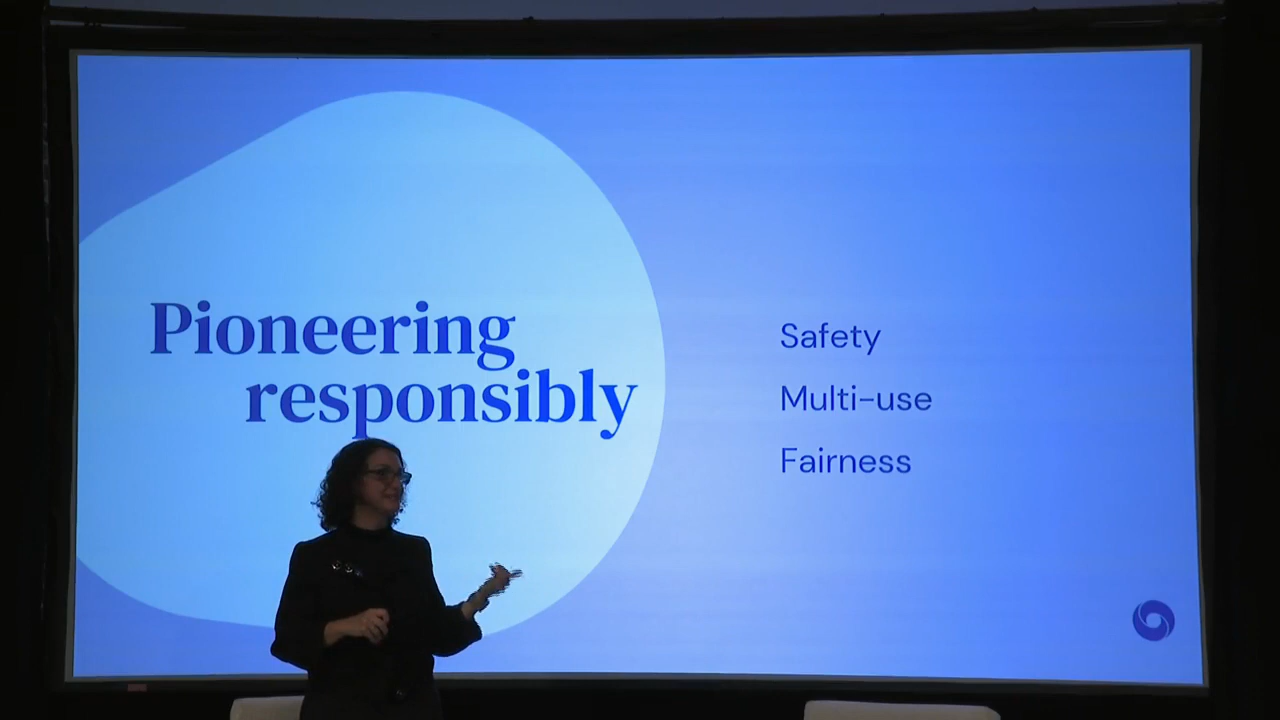 Pioneering
responsibly
Safety
Multi-use
Fairness